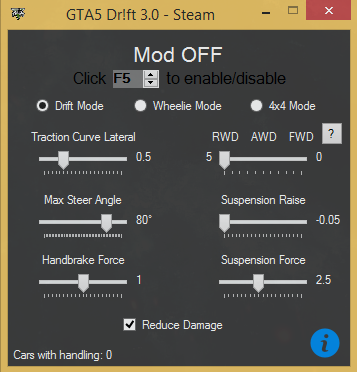 GTA5 Dr!ft 3.0 - Steam
Mod OFF
Click F5 to enable/disable
Drift Mode Wheelie Mode 4x4 Mode
Traction Curve Lateral RWD AWD FWD ?
0.5 5 0
Max Steer Angle Suspension Raise
80° -0.05
Handbrake Force Suspension Force
1 2.5
Reduce Damage
i
Cars with handling: 0